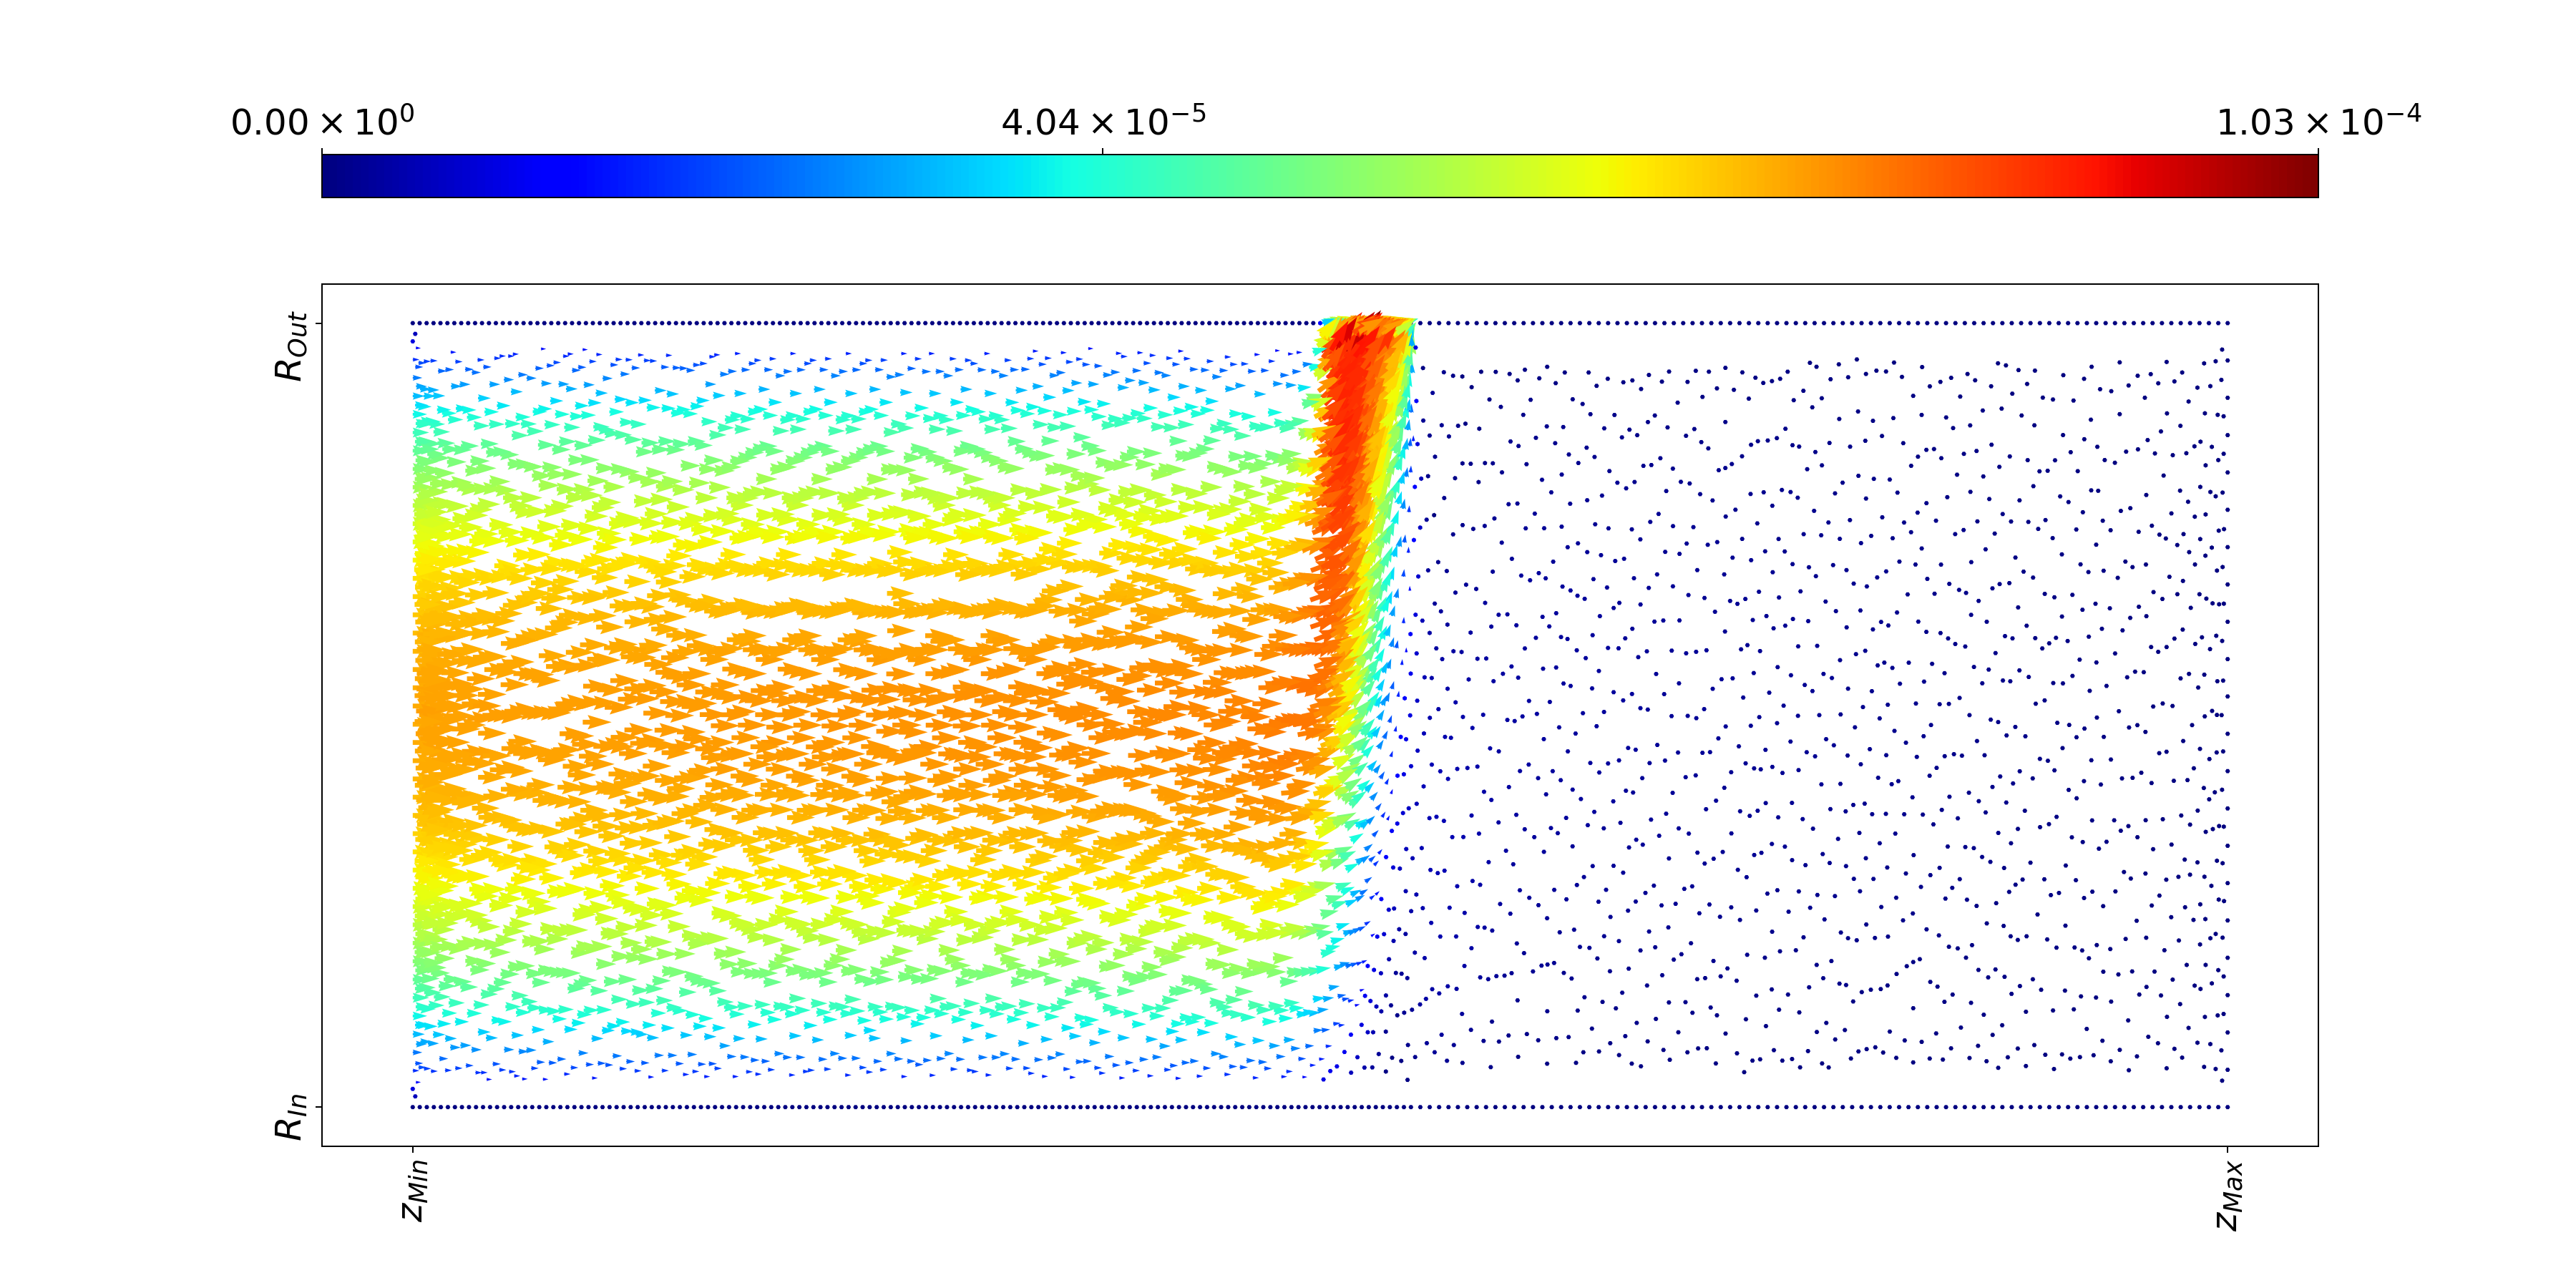 0.00 × 10⁰ 4.04 × 10⁻⁵ 1.03 × 10⁻⁴
R_Out
R_In
z_Min z_Max